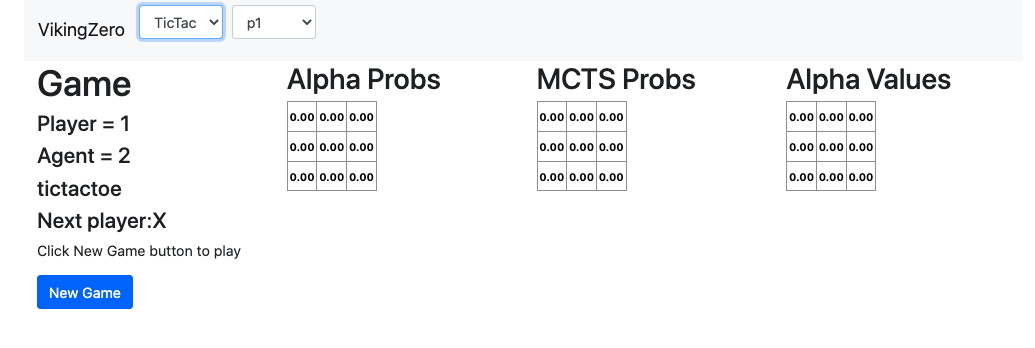 VikingZero TicTac p1
Game
Player = 1
Agent = 2
tictactoe
Next player:X
Click New Game button to play
New Game
Alpha Probs
0.00 0.00 0.00
0.00 0.00 0.00
0.00 0.00 0.00
MCTS Probs
0.00 0.00 0.00
0.00 0.00 0.00
0.00 0.00 0.00
Alpha Values
0.00 0.00 0.00
0.00 0.00 0.00
0.00 0.00 0.00